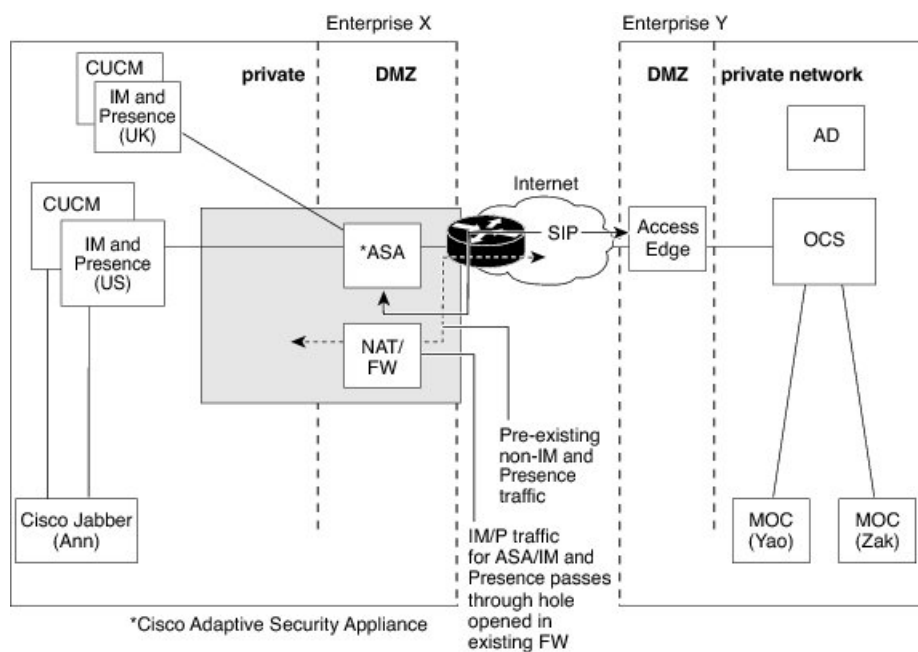 Enterprise X
Enterprise Y
CUCM
IM and
Presence
(UK)
private
DMZ
DMZ
private network
AD
CUCM
IM and
Presence
(US)
*ASA
Internet
SIP
Access
Edge
OCS
NAT/
FW
Pre-existing
non-IM and
Presence
traffic
Cisco Jabber
(Ann)
IM/P traffic
for ASA/IM and
Presence passes
through hole
opened in
existing FW
MOC
(Yao)
MOC
(Zak)
*Cisco Adaptive Security Appliance